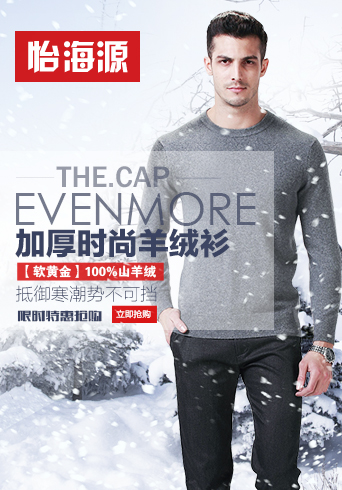 怡海源
THE.CAP
EVENMORE
加厚时尚羊绒衫
【软黄金】100%山羊绒
抵御寒潮势不可挡
限时特惠抢购 立即抢购